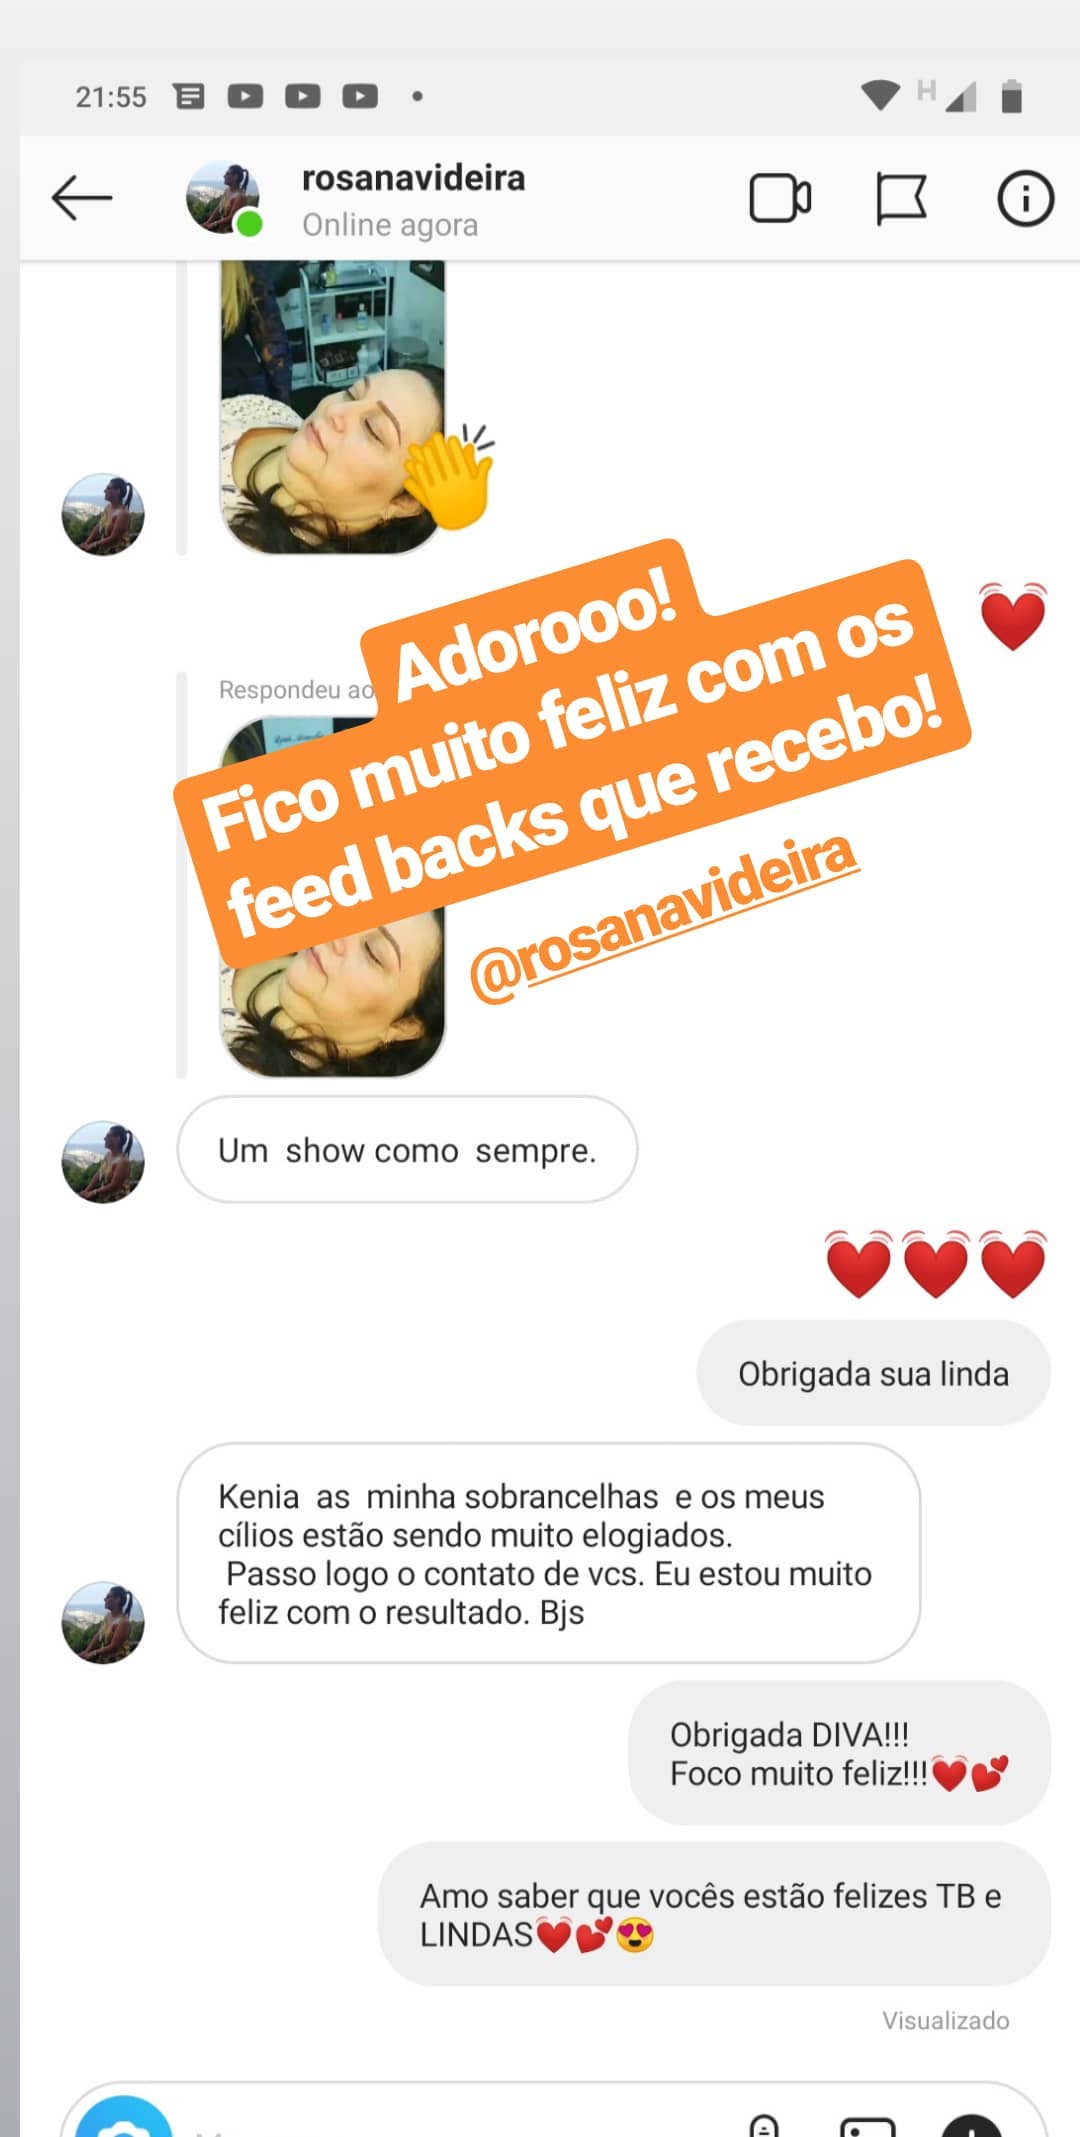 21:55
H
rosanavideira
Online agora
Respondeu ao
Adorooo!
Fico muito feliz com os
feed backs que recebo!
@rosanavideira
Um show como sempre.
Obrigada sua linda
Kenia as minha sobrancelhas e os meus
cílios estão sendo muito elogiados.
Passo logo o contato de vcs. Eu estou muito
feliz com o resultado. Bjs
Obrigada DIVA!!!
Foco muito feliz!!!❤️💕
Amo saber que vocês estão felizes TB e
LINDAS❤️💕😍
Visualizado